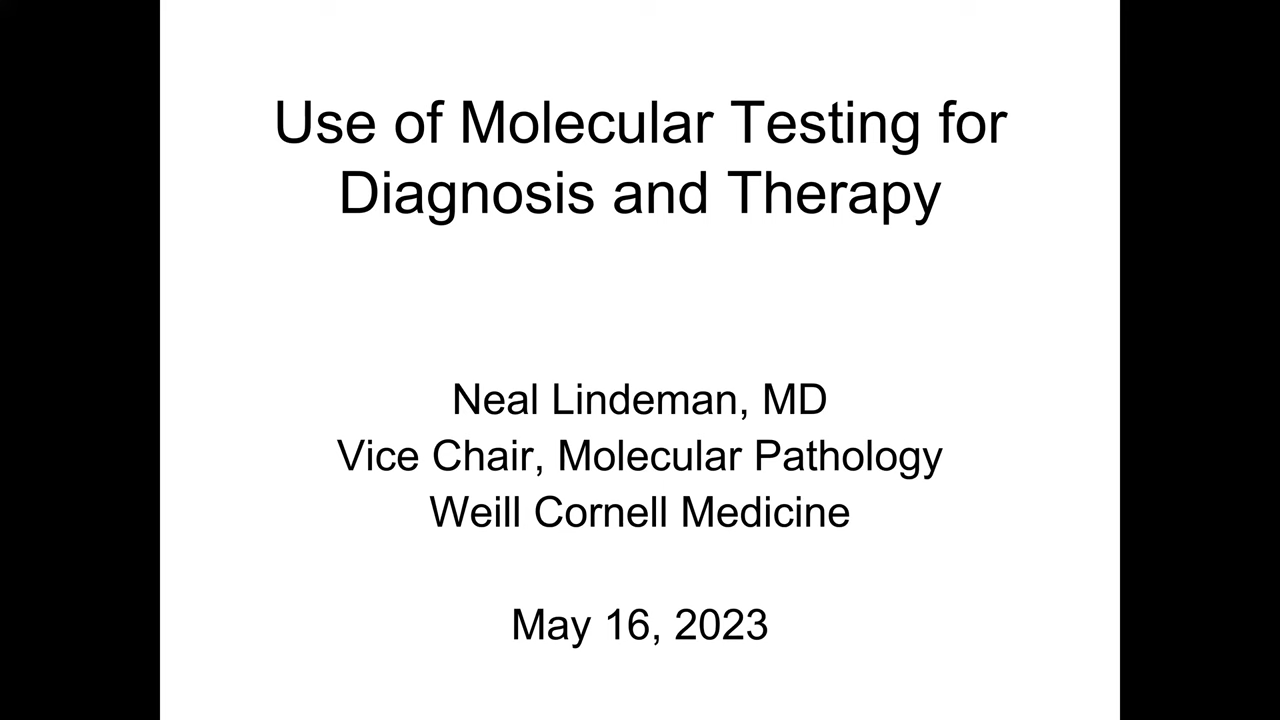 Use of Molecular Testing for
Diagnosis and Therapy
Neal Lindeman, MD
Vice Chair, Molecular Pathology
Weill Cornell Medicine
May 16, 2023